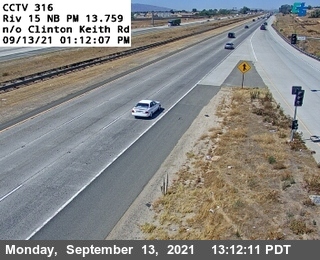 CCTV 316
Riv 15 NB PM 13.759
n/o Clinton Keith Rd
09/13/21 01:12:07 PM
Monday, September 13, 2021 13:12:11 PDT